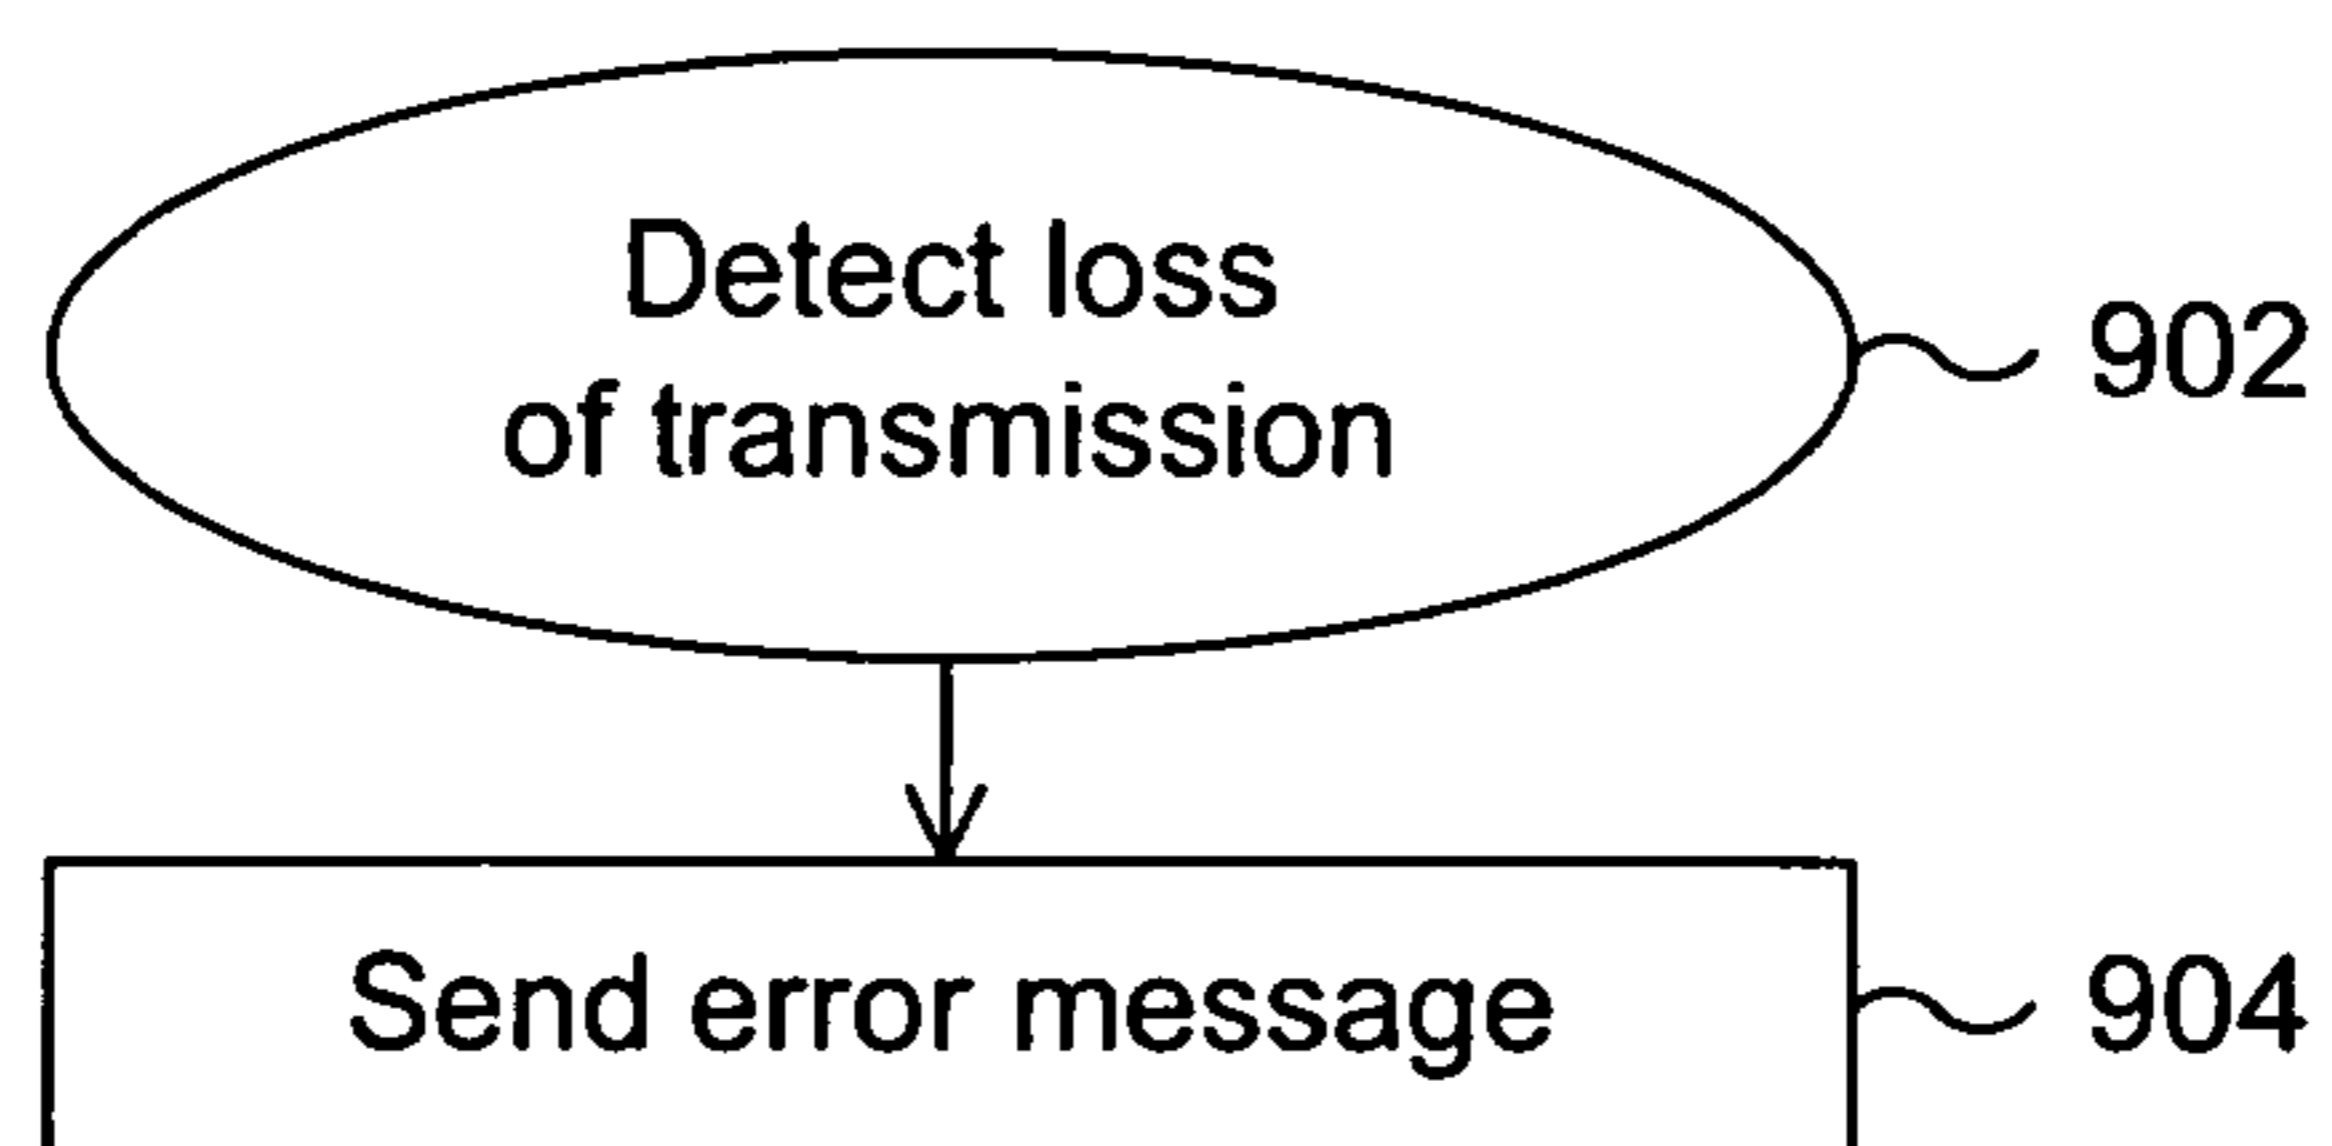 Detect loss
of transmission
902
Send error message
904